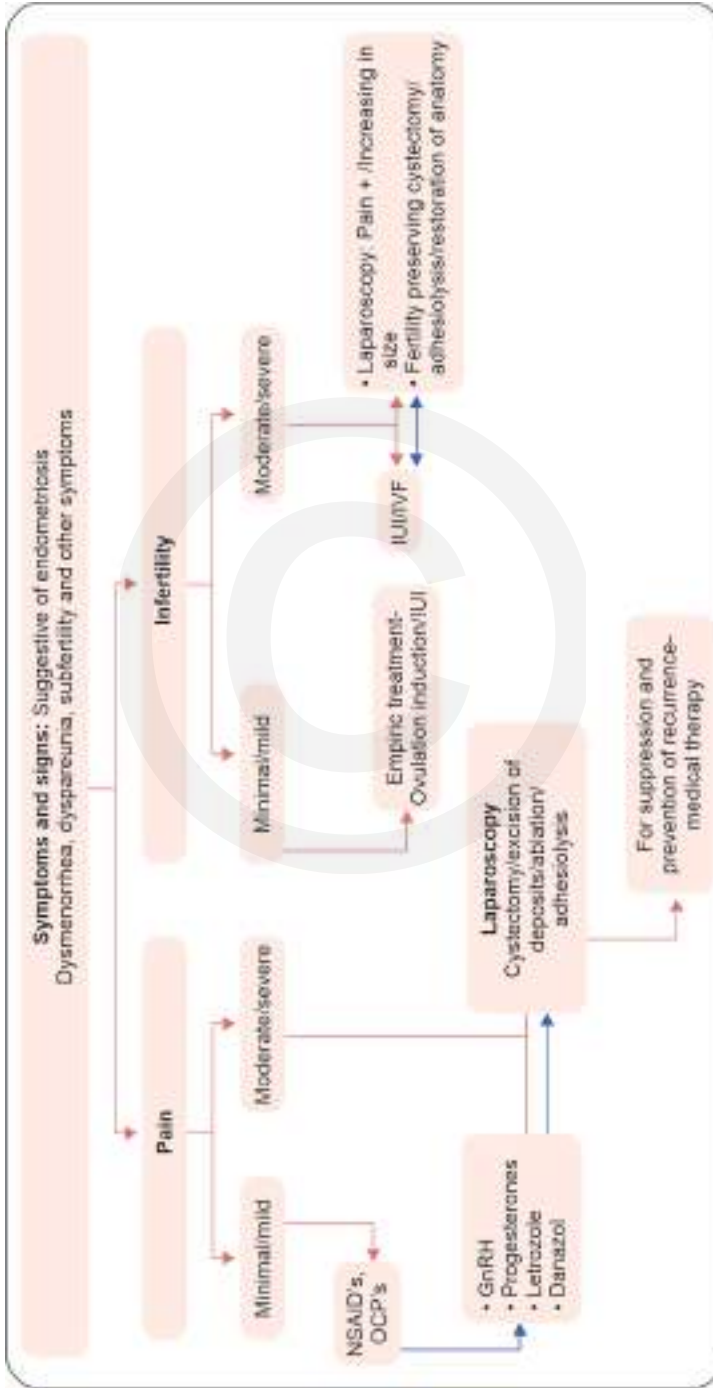 Symptoms and signs: Suggestive of endometriosis
Dysmenorrhea, dyspareunia, subfertility and other symptoms
Pain
Infertility
Minimal/mild
Moderate/severe
Minimal/mild
Moderate/severe
NSAID's,
OCP's
Empiric treatment-
Ovulation induction/IUI
IUI/IVF
• Laparoscopy: Pain + /Increasing in
size
• Fertility preserving cystectomy/
adhesiolysis/restoration of anatomy
• GnRH
• Progesterones
• Letrozole
• Danazol
Laparoscopy
Cystectomy/excision of
deposits/ablation/
adhesiolysis
For suppression and
prevention of recurrence-
medical therapy
©